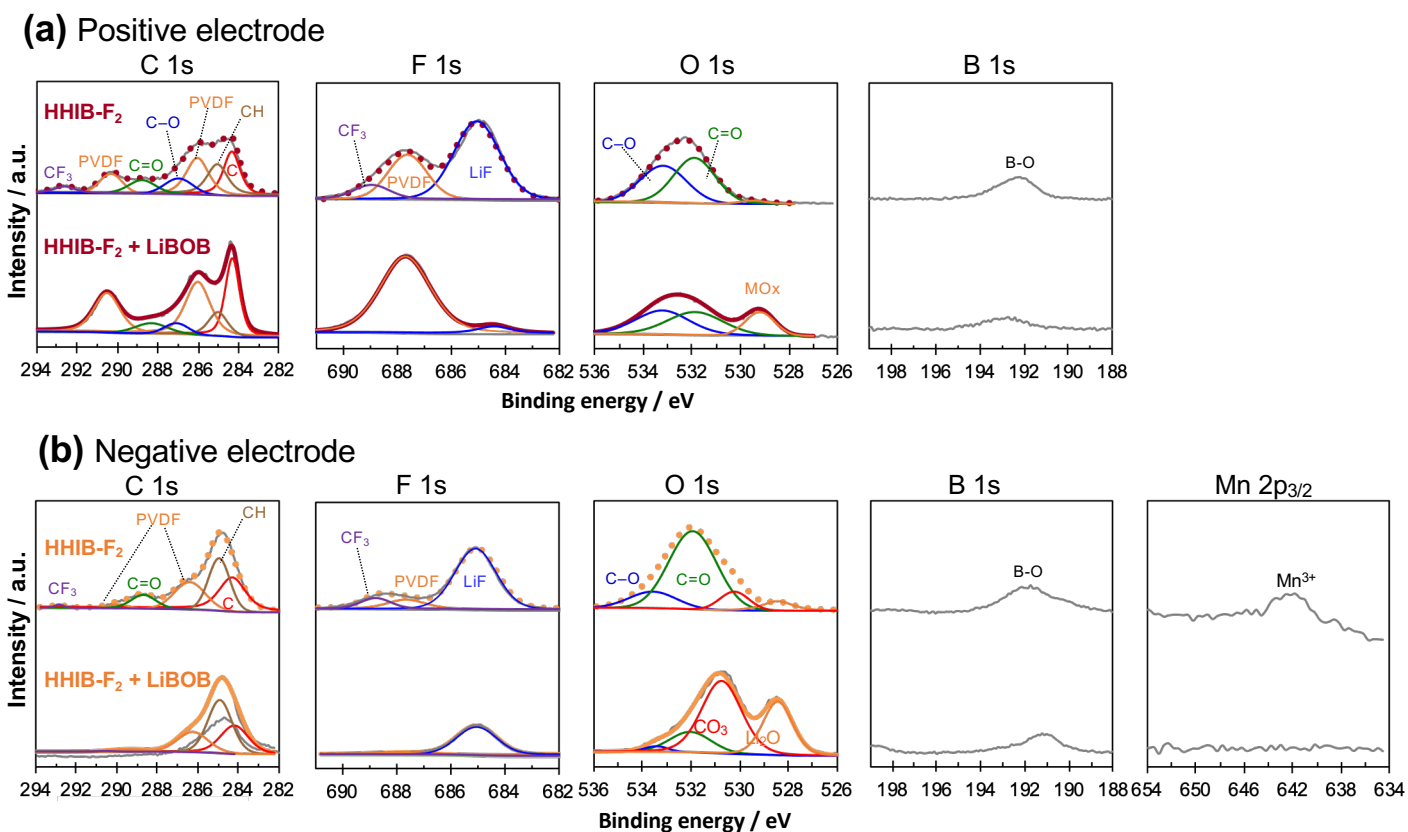 (a) Positive electrode
C 1s
F 1s
O 1s
B 1s
Intensity / a.u.
HHIB-F₂
CF₃
PVDF
C=O
C–O
PVDF
CH
C
HHIB-F₂ + LiBOB
CF₃
PVDF
LiF
C–O
C=O
MOx
B-O
294 292 290 288 286 284 282
690 688 686 684 682
536 534 532 530 528 526
198 196 194 192 190 188
Binding energy / eV
(b) Negative electrode
C 1s
F 1s
O 1s
B 1s
Mn 2p₃/₂
Intensity / a.u.
HHIB-F₂
CF₃
PVDF
C=O
CH
C
HHIB-F₂ + LiBOB
CF₃
PVDF
LiF
C–O
C=O
CO₃
Li₂O
B-O
Mn³⁺
294 292 290 288 286 284 282
690 688 686 684 682
536 534 532 530 528 526
198 196 194 192 190 188
654 652 650 648 646 644 642 640 638 636 634